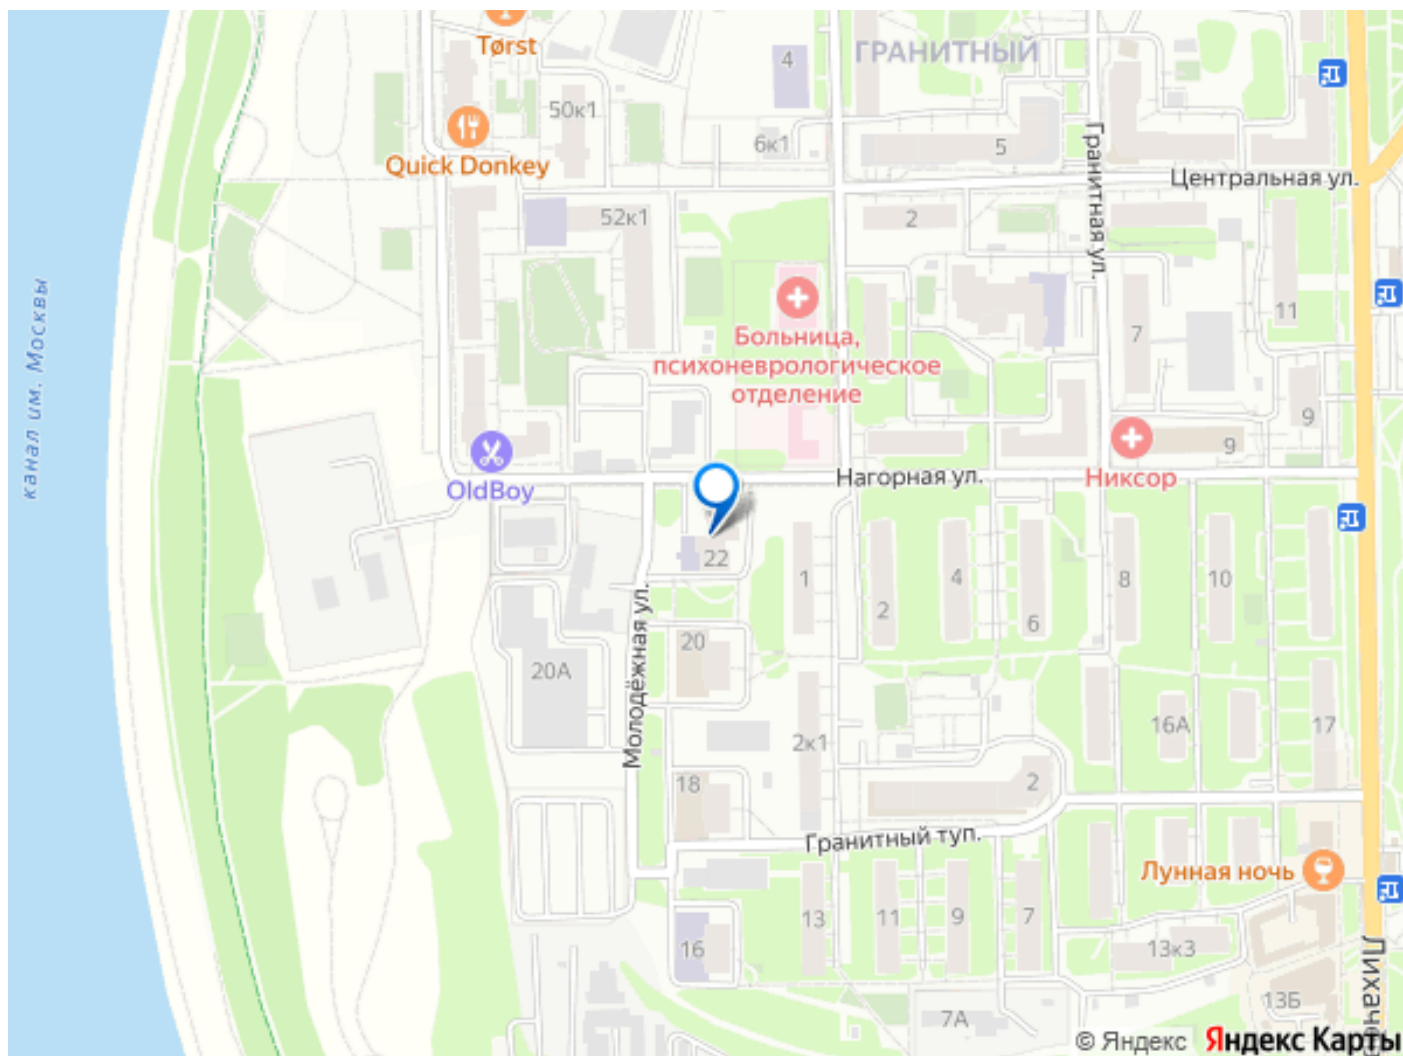 Tørst
ГРАНИТНЫЙ
4
50к1
6к1
5
Quick Donkey
Гранитная ул.
Центральная ул.
52к1
2
канал им. Москвы
11
7
Больница,
психоневрологическое
отделение
9
9
OldBoy
Нагорная ул.
Никсор
22
1
2
4
6
8
10
Молодёжная ул.
20
20А
2к1
16А
17
18
2
Гранитный туп.
Лунная ночь
13
11
9
7
16
13к3
13Б
7А
Лихаче
© Яндекс Яндекс Карты